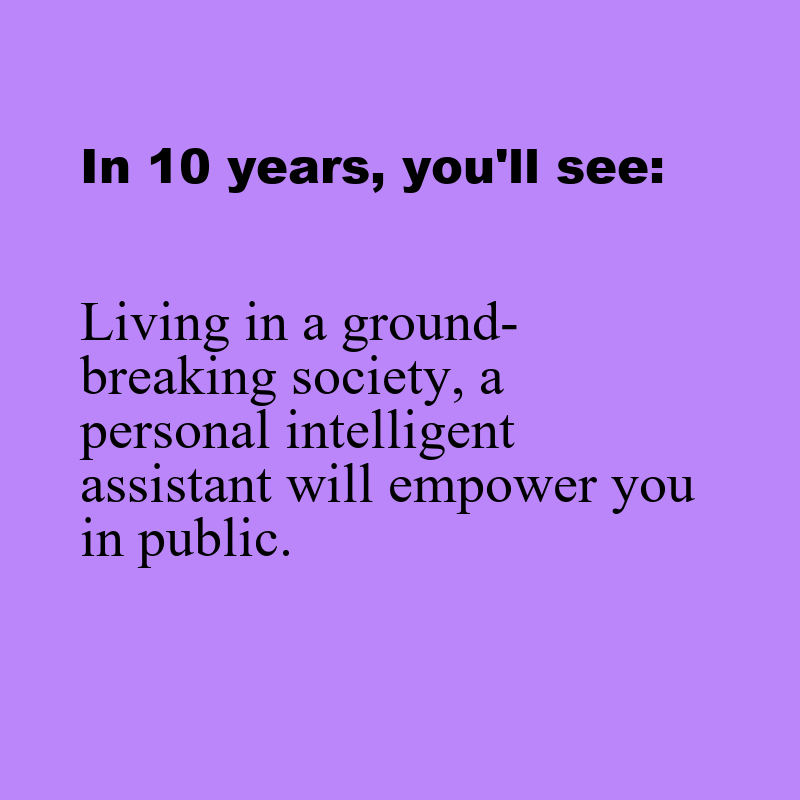 In 10 years, you'll see:
Living in a ground-
breaking society, a
personal intelligent
assistant will empower you
in public.